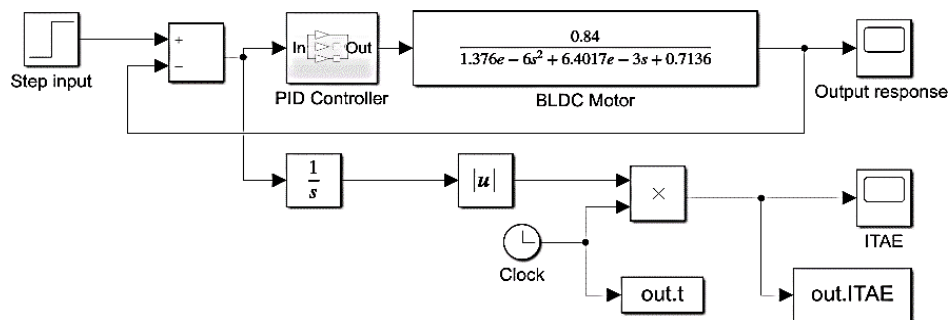 Step input
+
−
In
Out
PID Controller
0.84
1.376e − 6s² + 6.4017e − 3s + 0.7136
BLDC Motor
Output response
1
s
|u|
×
Clock
ITAE
out.t
out.ITAE